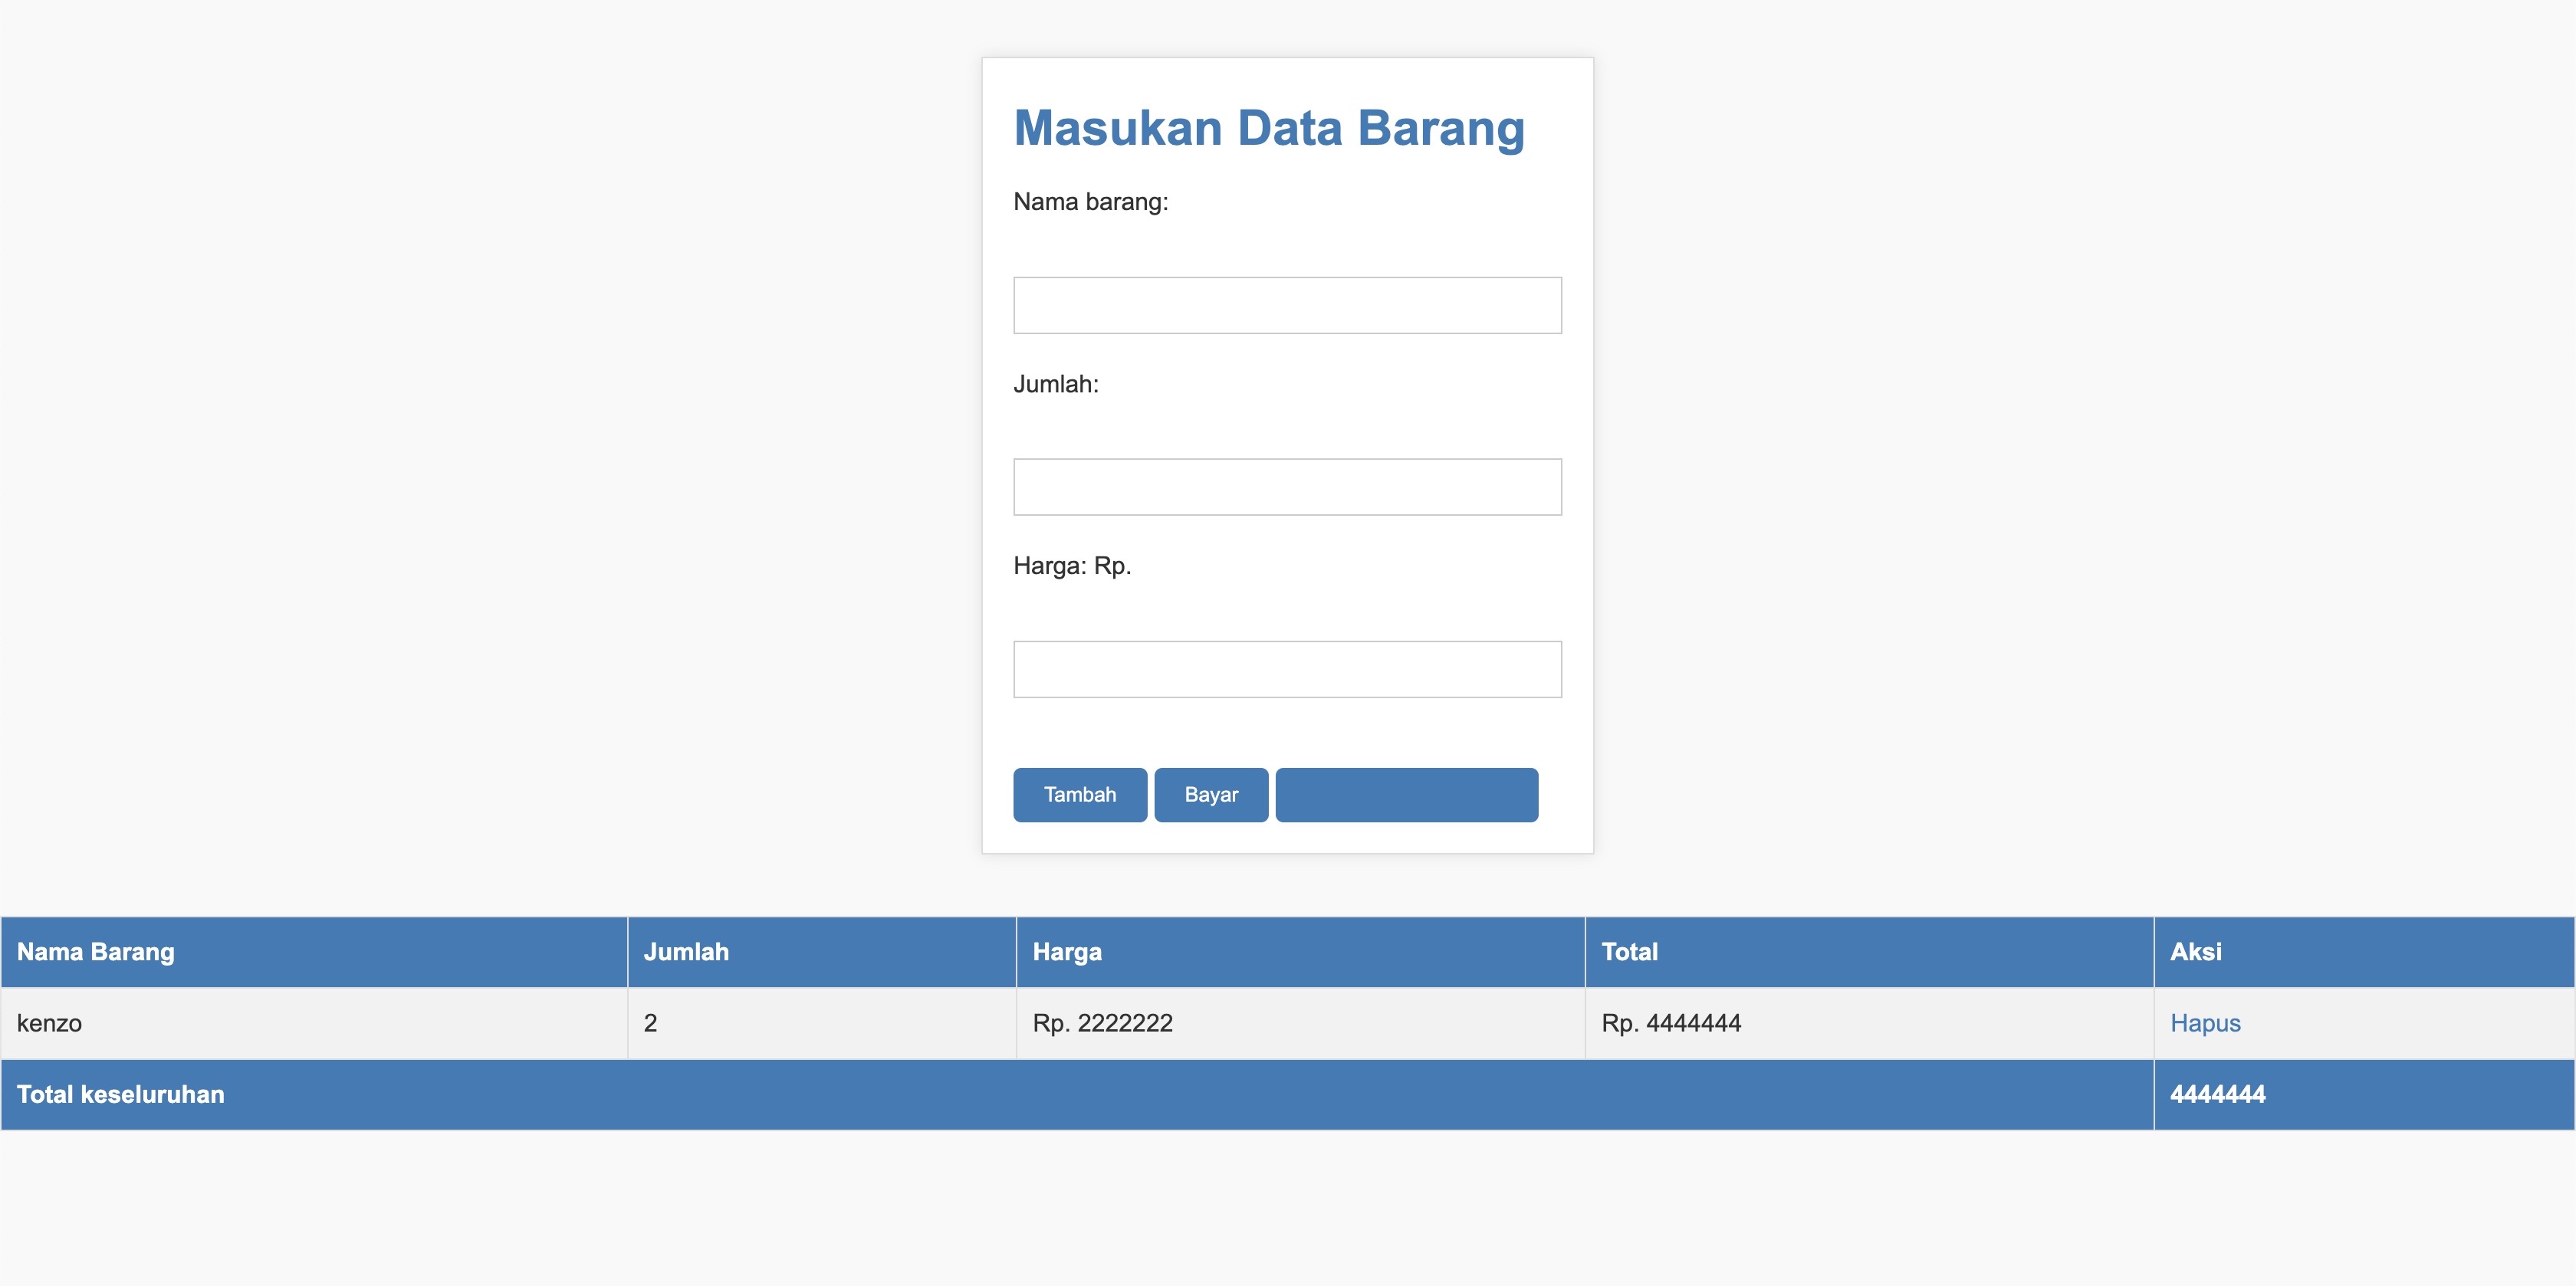 Masukan Data Barang
Nama barang:
Jumlah:
Harga: Rp.
Tambah Bayar
Nama Barang Jumlah Harga Total Aksi
kenzo 2 Rp. 2222222 Rp. 4444444 Hapus
Total keseluruhan 4444444